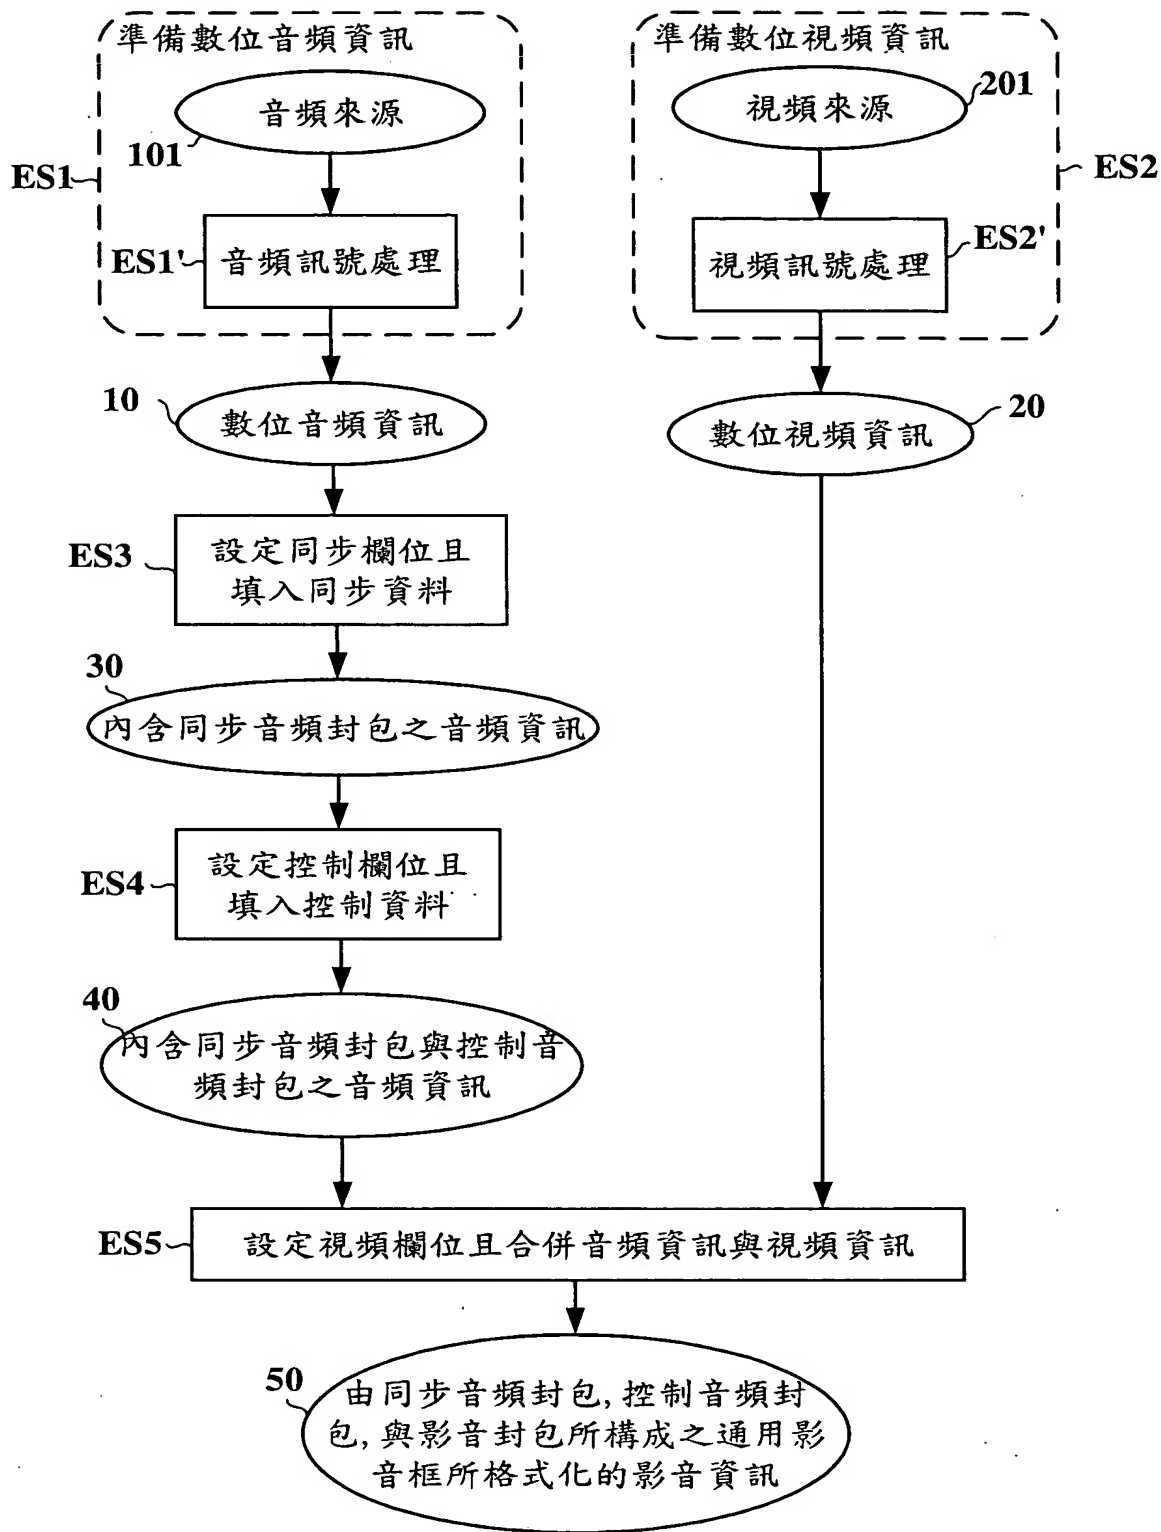 準備數位音頻資訊
音頻來源
101
ES1
ES1'
音頻訊號處理
準備數位視頻資訊
視頻來源
201
ES2
視頻訊號處理
ES2'
10
數位音頻資訊
數位視頻資訊
20
ES3
設定同步欄位且
填入同步資料
30
內含同步音頻封包之音頻資訊
ES4
設定控制欄位且
填入控制資料
40
內含同步音頻封包與控制音
頻封包之音頻資訊
ES5
設定視頻欄位且合併音頻資訊與視頻資訊
50
由同步音頻封包,控制音頻封
包,與影音封包所構成之通用影
音框所格式化的影音資訊